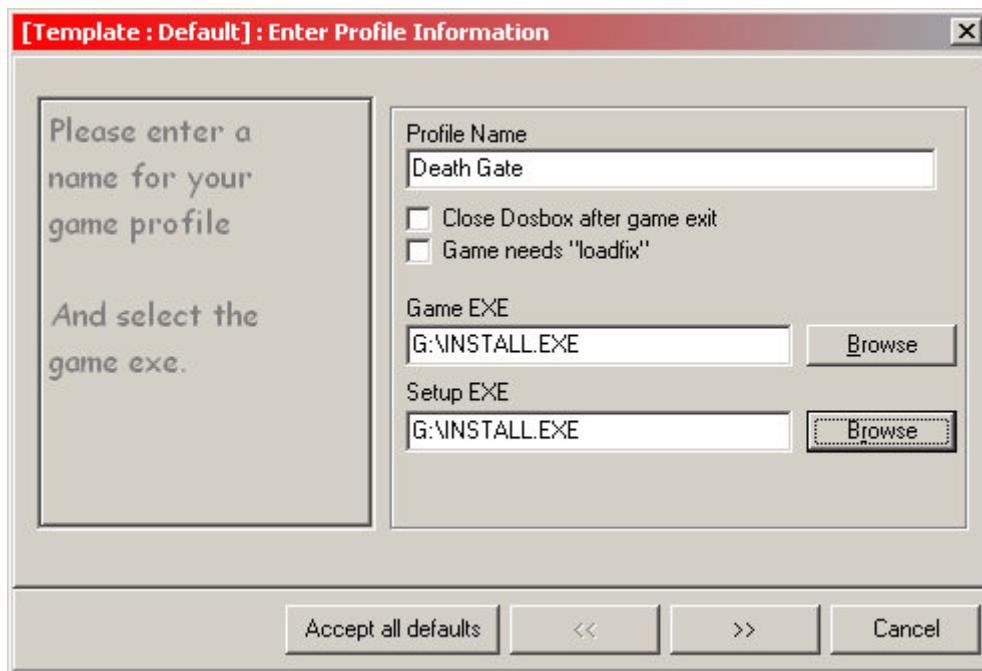 [Template : Default] : Enter Profile Information
Please enter a
name for your
game profile
And select the
game exe.
Profile Name
Death Gate
Close Dosbox after game exit
Game needs "loadfix"
Game EXE
G:\INSTALL.EXE
Browse
Setup EXE
G:\INSTALL.EXE
Browse
Accept all defaults
<<
>>
Cancel